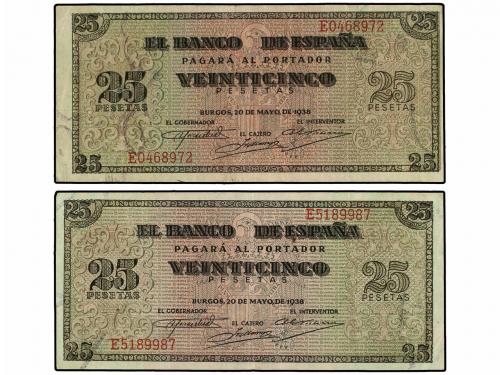 E0468972
EL BANCO DE ESPAÑA
PAGARÁ AL PORTADOR
25 VEINTICINCO 25
PESETAS PESETAS PESETAS
BURGOS, 20 DE MAYO, DE 1938
EL GOBERNADOR EL INTERVENTOR
EL CAJERO
25 E0468972 25
25 E5189987 25
EL BANCO DE ESPAÑA
PAGARÁ AL PORTADOR
25 VEINTICINCO 25
PESETAS PESETAS PESETAS
BURGOS, 20 DE MAYO, DE 1938
EL GOBERNADOR EL CAJERO EL INTERVENTOR
E5189987
25 25